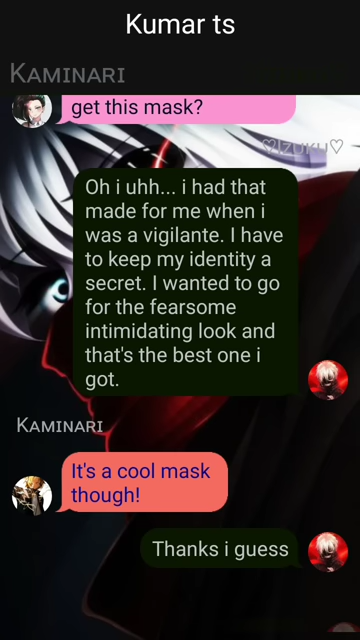 Kumar ts
KAMINARI
get this mask?
♡IZUKU♡
Oh i uhh... i had that
made for me when i
was a vigilante. I have
to keep my identity a
secret. I wanted to go
for the fearsome
intimidating look and
that's the best one i
got.
KAMINARI
It's a cool mask
though!
Thanks i guess